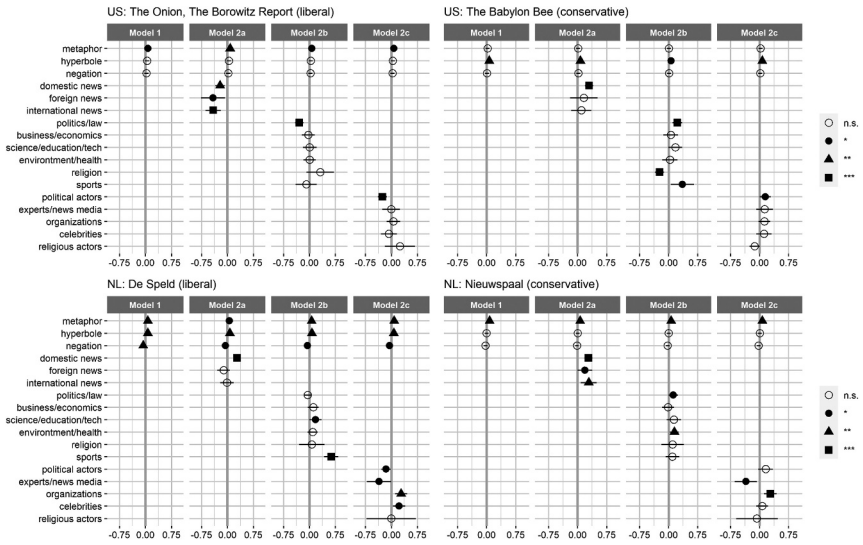 US: The Onion, The Borowitz Report (liberal)
US: The Babylon Bee (conservative)
Model 1 Model 2a Model 2b Model 2c
Model 1 Model 2a Model 2b Model 2c
metaphor
hyperbole
negation
domestic news
foreign news
international news
politics/law
business/economics
science/education/tech
environtment/health
religion
sports
political actors
experts/news media
organizations
celebrities
religious actors
-0.75 0.00 0.75 -0.75 0.00 0.75 -0.75 0.00 0.75 -0.75 0.00 0.75
-0.75 0.00 0.75 -0.75 0.00 0.75 -0.75 0.00 0.75 -0.75 0.00 0.75
n.s.
*
**
***
NL: De Speld (liberal)
NL: Nieuwspaal (conservative)
Model 1 Model 2a Model 2b Model 2c
Model 1 Model 2a Model 2b Model 2c
metaphor
hyperbole
negation
domestic news
foreign news
international news
politics/law
business/economics
science/education/tech
environtment/health
religion
sports
political actors
experts/news media
organizations
celebrities
religious actors
-0.75 0.00 0.75 -0.75 0.00 0.75 -0.75 0.00 0.75 -0.75 0.00 0.75
-0.75 0.00 0.75 -0.75 0.00 0.75 -0.75 0.00 0.75 -0.75 0.00 0.75
n.s.
*
**
***